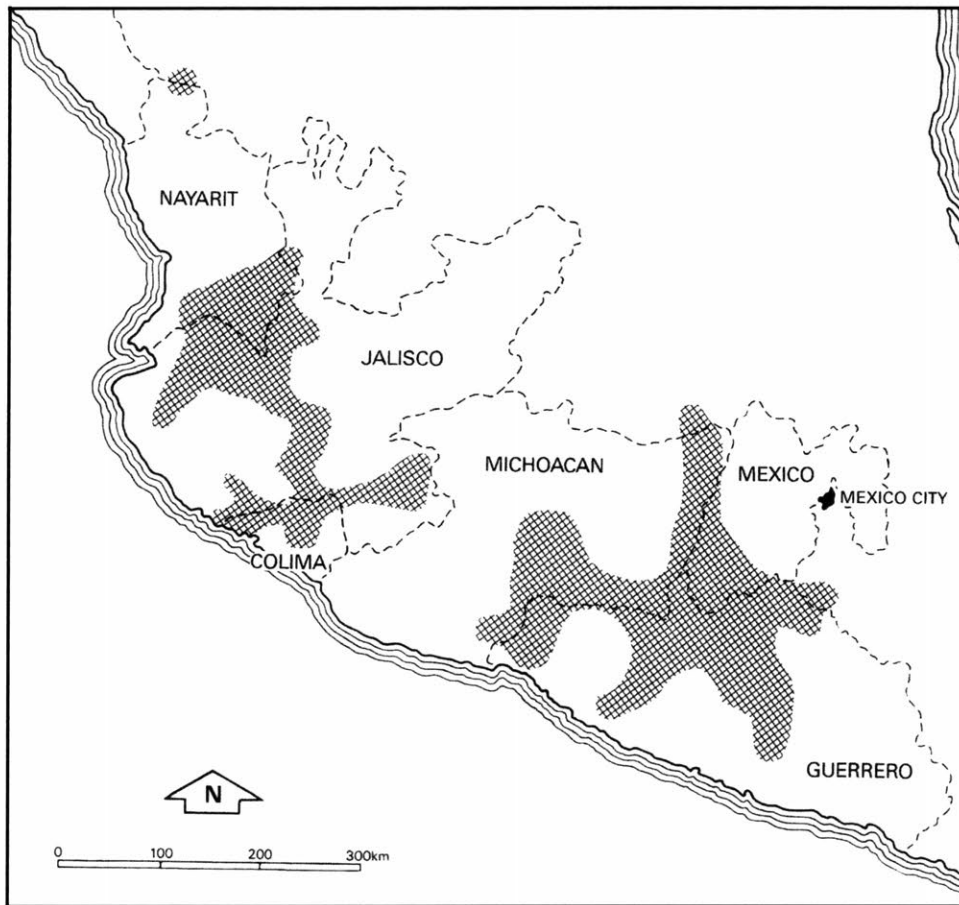 NAYARIT
JALISCO
MICHOACAN
MEXICO
MEXICO CITY
COLIMA
GUERRERO
N
0 100 200 300km